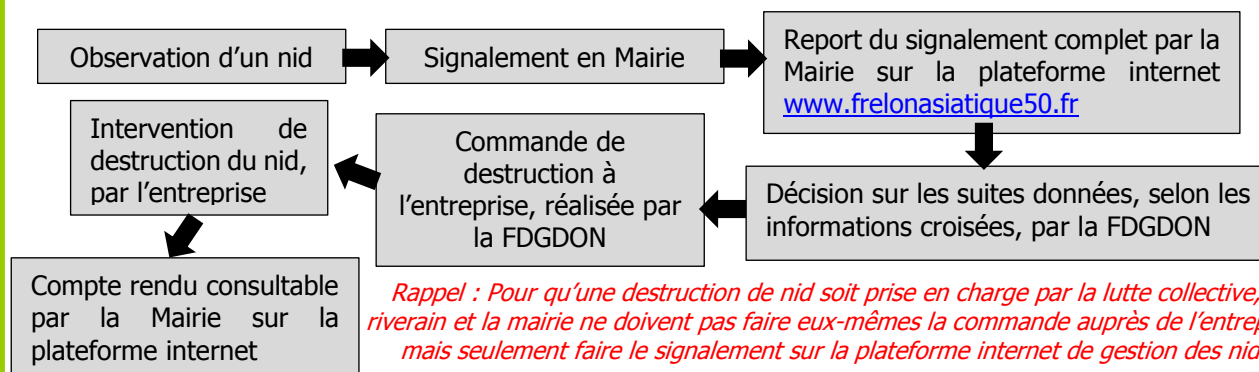 Observation d’un nid
Signalement en Mairie
Report du signalement complet par la
Mairie sur la plateforme internet
www.frelonasiatique50.fr
Décision sur les suites données, selon les
informations croisées, par la FDGDON
Commande de
destruction à
l’entreprise, réalisée par
la FDGDON
Intervention de
destruction du nid,
par l’entreprise
Compte rendu consultable
par la Mairie sur la
plateforme internet
Rappel : Pour qu’une destruction de nid soit prise en charge par la lutte collective,
riverain et la mairie ne doivent pas faire eux-mêmes la commande auprès de
mais seulement faire le signalement sur la plateforme internet de gestion des